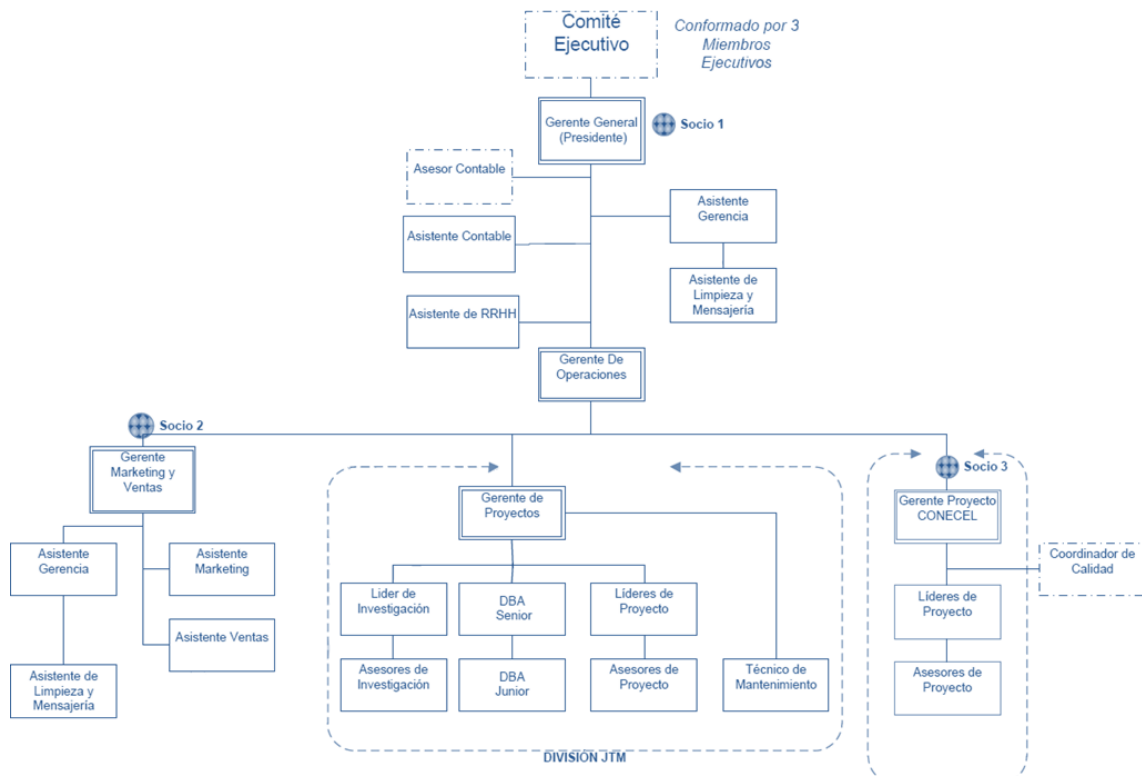 Comité
Ejecutivo
Conformado por 3
Miembros
Ejecutivos
Gerente General
(Presidente)
Socio 1
Asesor Contable
Asistente
Gerencia
Asistente Contable
Asistente de
Limpieza y
Mensajería
Asistente de RRHH
Gerente De
Operaciones
Socio 2
Gerente
Marketing y
Ventas
Asistente
Gerencia
Asistente
Marketing
Asistente Ventas
Asistente de
Limpieza y
Mensajería
Gerente de
Proyectos
Lider de
Investigación
DBA
Senior
Líderes de
Proyecto
Asesores de
Investigación
DBA
Junior
Asesores de
Proyecto
Técnico de
Mantenimiento
DIVISION JTM
Socio 3
Gerente Proyecto
CONECEL
Coordinador de
Calidad
Líderes de
Proyecto
Asesores de
Proyecto